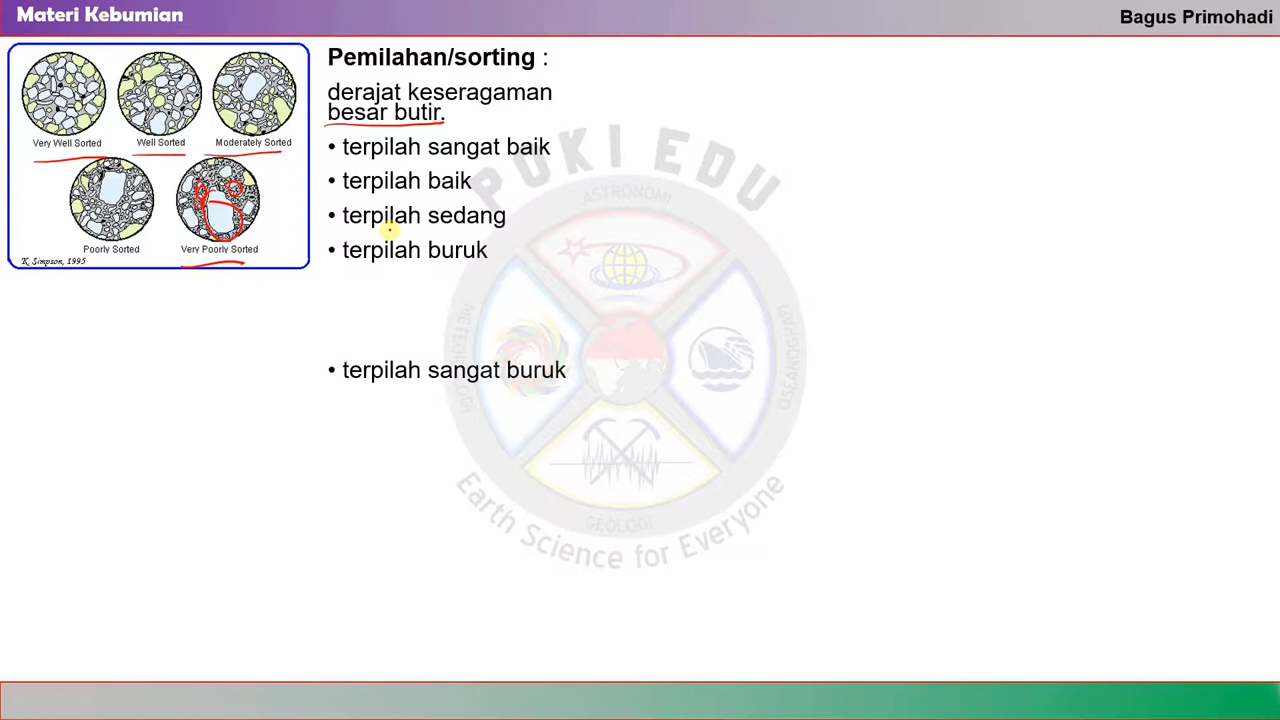 Materi Kebumian
Bagus Primohadi
Very Well Sorted
Well Sorted
Moderately Sorted
Poorly Sorted
Very Poorly Sorted
K. Simpson, 1995
Pemilahan/sorting :
derajat keseragaman
besar butir.
• terpilah sangat baik
• terpilah baik
• terpilah sedang
• terpilah buruk
• terpilah sangat buruk
PUKI EDU
ASTRONOMI
METEOROLOGI
OSEANOGRAFI
GEOLOGI
Earth Science for Everyone